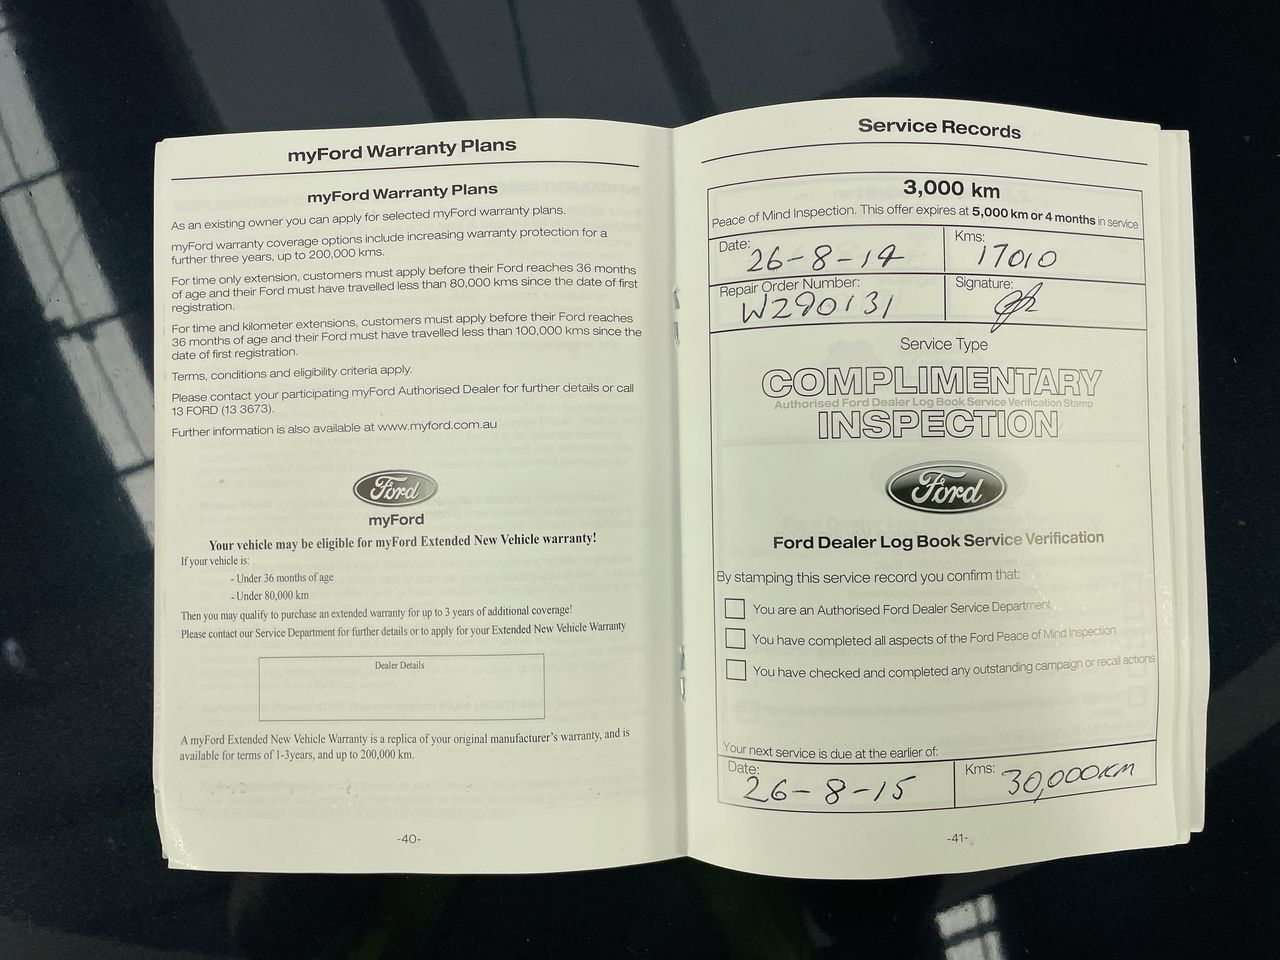 myFord Warranty Plans
myFord Warranty Plans
As an existing owner you can apply for selected myFord warranty plans.
myFord warranty coverage options include increasing warranty protection for a
further three years, up to 200,000 kms.
For time only extension, customers must apply before their Ford reaches 36 months
of age and their Ford must have travelled less than 80,000 kms since the date of first
registration.
For time and kilometer extensions, customers must apply before their Ford reaches
36 months of age and their Ford must have travelled less than 100,000 kms since the
date of first registration.
Terms, conditions and eligibility criteria apply.
Please contact your participating myFord Authorised Dealer for further details or call
13 FORD (13 3673).
Further information is also available at www.myford.com.au
Ford
myFord
Your vehicle may be eligible for myFord Extended New Vehicle warranty!
If your vehicle is:
- Under 36 months of age
- Under 80,000 km
Then you may qualify to purchase an extended warranty for up to 3 years of additional coverage!
Please contact our Service Department for further details or to apply for your Extended New Vehicle Warranty
Dealer Details
A myFord Extended New Vehicle Warranty is a replica of your original manufacturer's warranty, and is
available for terms of 1-3years, and up to 200,000 km.
-40-
Service Records
3,000 km
Peace of Mind Inspection. This offer expires at 5,000 km or 4 months in service
Date: 26-8-14
Kms: 17010
Repair Order Number: W290131
Signature:
Service Type
COMPLIMENTARY
Authorised Ford Dealer Log Book Service Verification Stamp
INSPECTION
Ford
Ford Dealer Log Book Service Verification
By stamping this service record you confirm that:
You are an Authorised Ford Dealer Service Department
You have completed all aspects of the Ford Peace of Mind Inspection
You have checked and completed any outstanding campaign or recall actions
Your next service is due at the earlier of:
Date: 26-8-15
Kms: 30,000KM
-41-